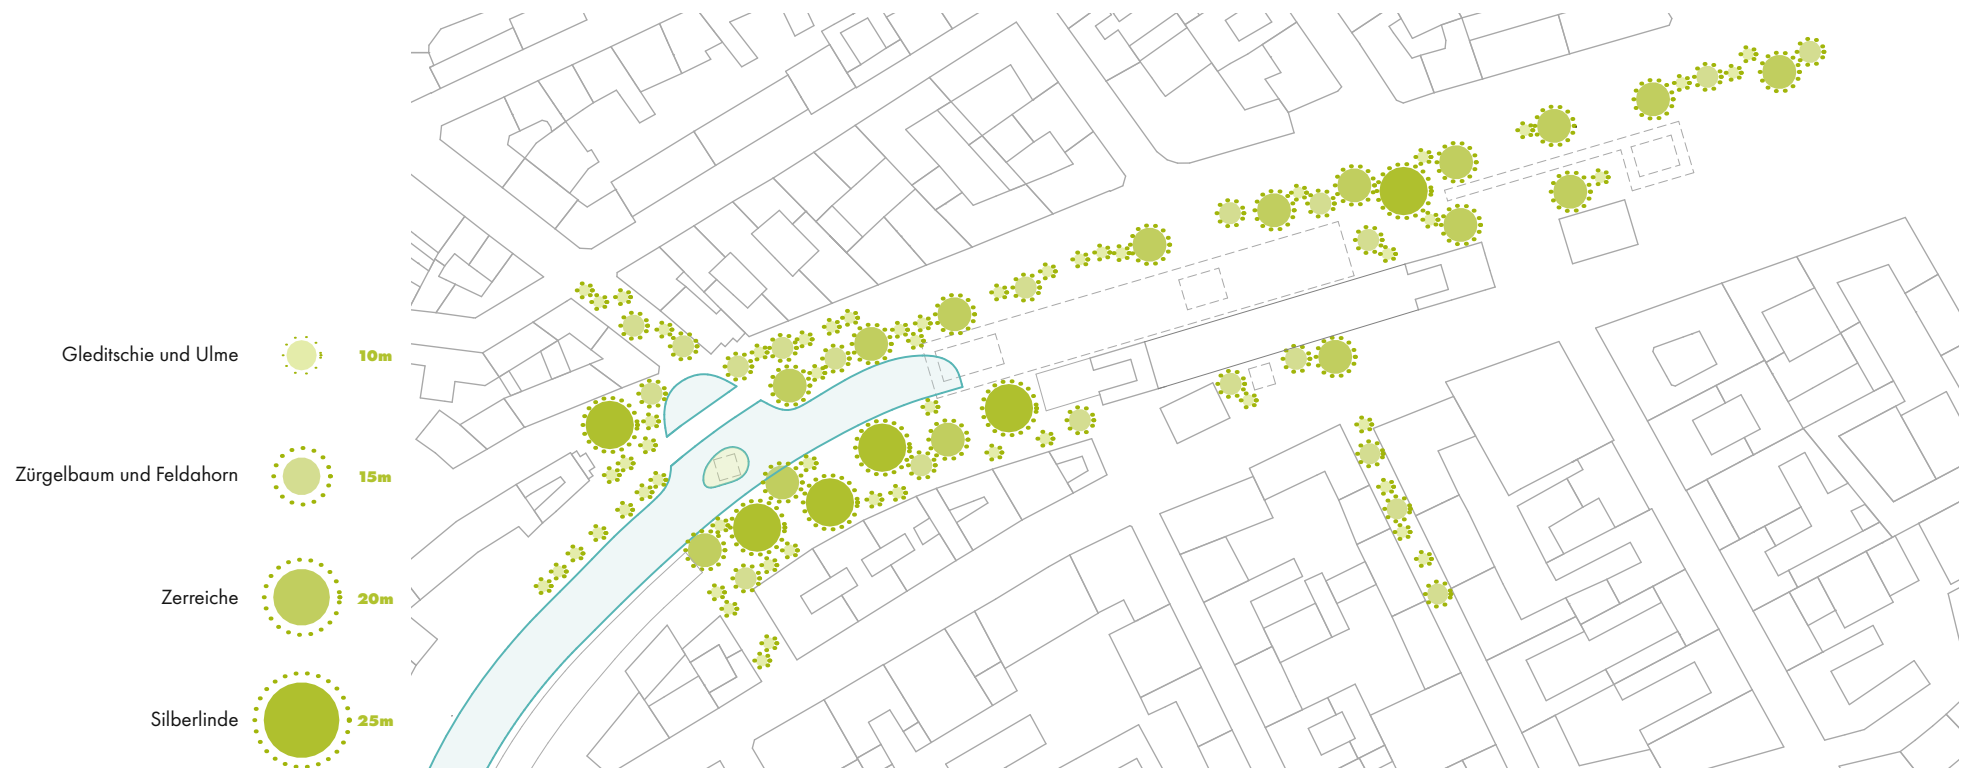 Gleditschie und Ulme 10m
Zürgelbaum und Feldahorn 15m
Zerreiche 20m
Silberlinde 25m